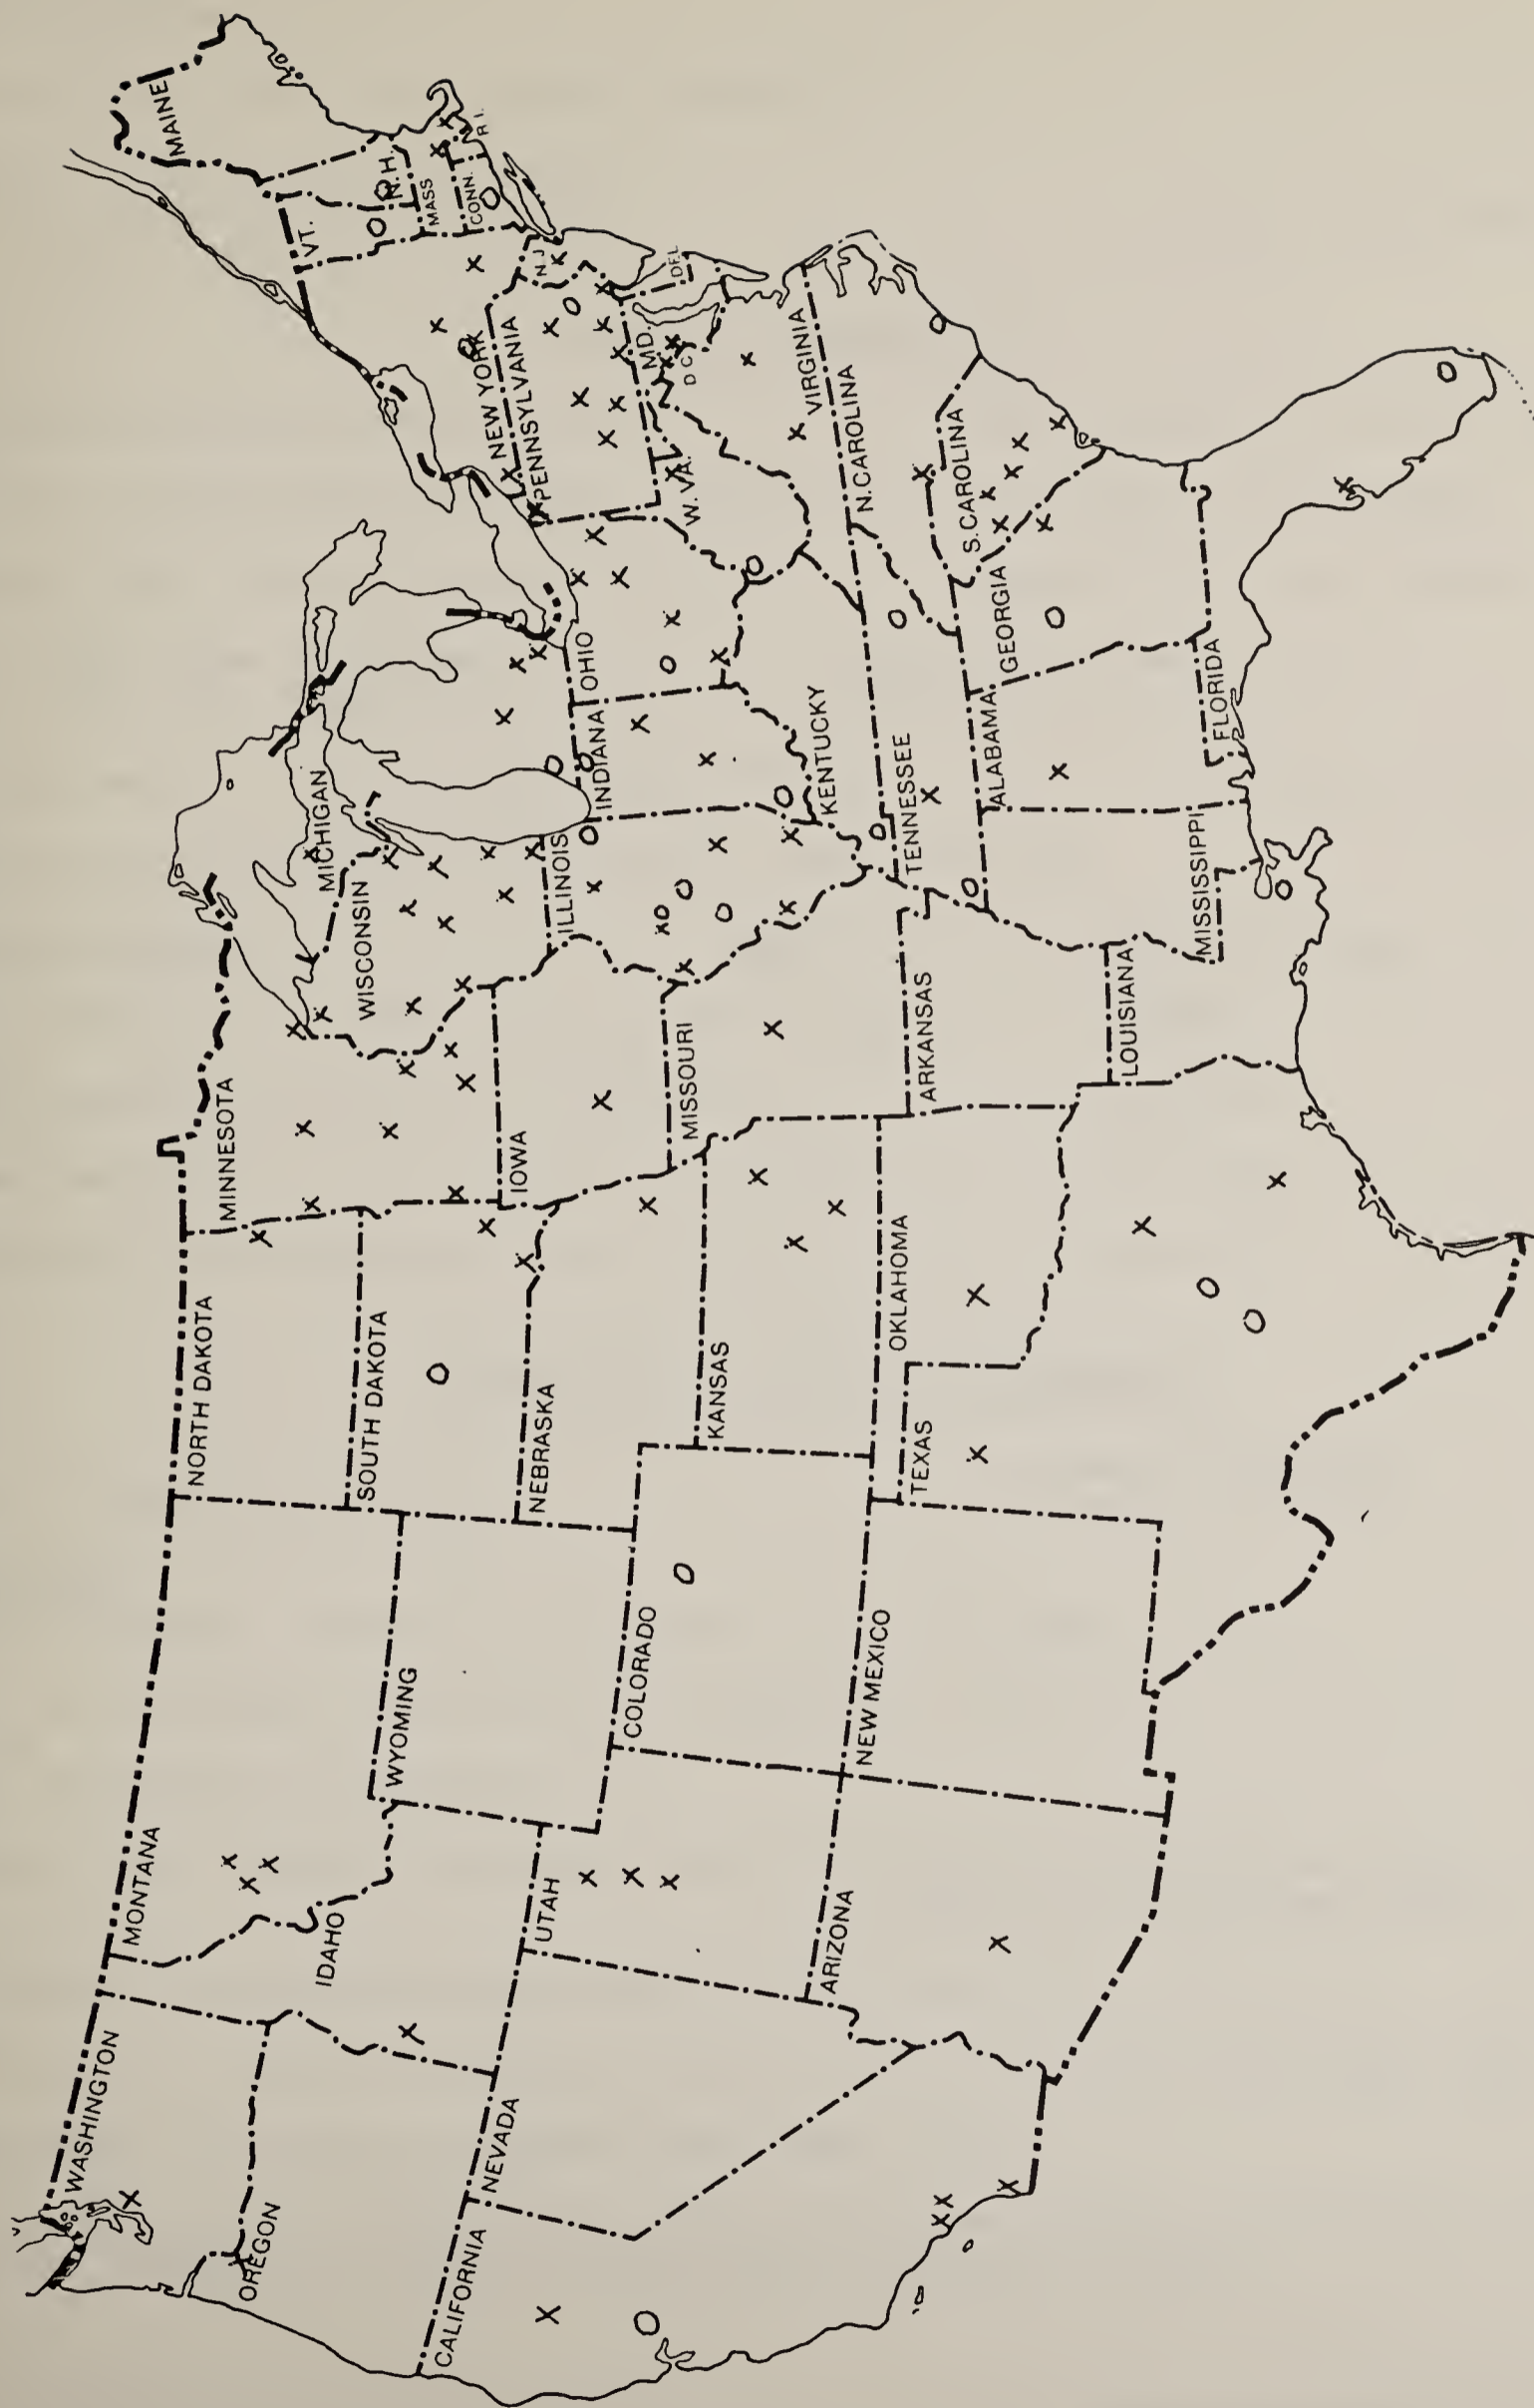 WASHINGTON
MONTANA
NORTH DAKOTA
MINNESOTA
MICHIGAN
VT.
MAINE
OREGON
IDAHO
WYOMING
SOUTH DAKOTA
WISCONSIN
NEW YORK
N.H.
MASS
CONN.
R I.
CALIFORNIA
NEVADA
UTAH
COLORADO
NEBRASKA
IOWA
ILLINOIS
INDIANA
OHIO
PENNSYLVANIA
N.J
KANSAS
MISSOURI
KENTUCKY
W. VA.
MD.
D C
DEL
VIRGINIA
ARIZONA
NEW MEXICO
TEXAS
OKLAHOMA
ARKANSAS
TENNESSEE
N. CAROLINA
S. CAROLINA
LOUISIANA
MISSISSIPPI
ALABAMA
GEORGIA
FLORIDA